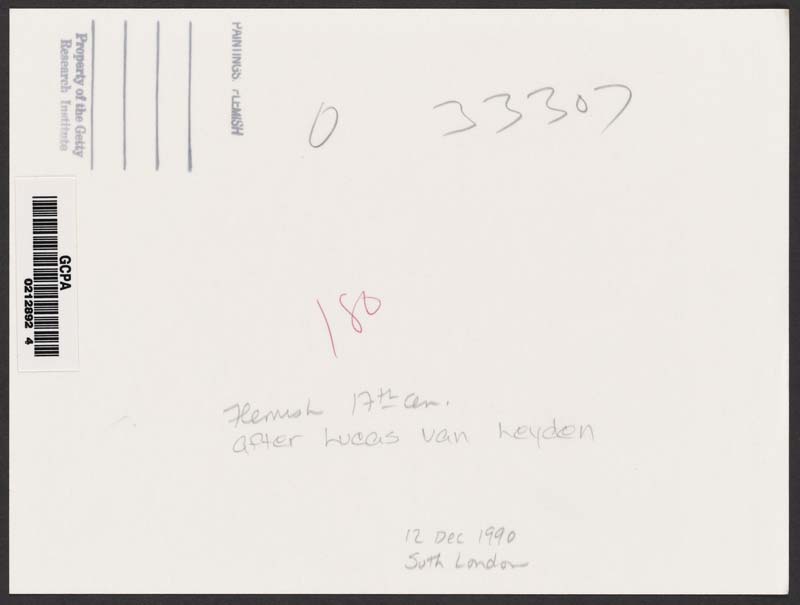 PAINTINGS, FLEMISH
Property of the Getty
Research Institute
0 33307
GCPA
0212892 4
180
Flemish 17th cen.
after Lucas van Leyden
12 Dec 1990
Soth London